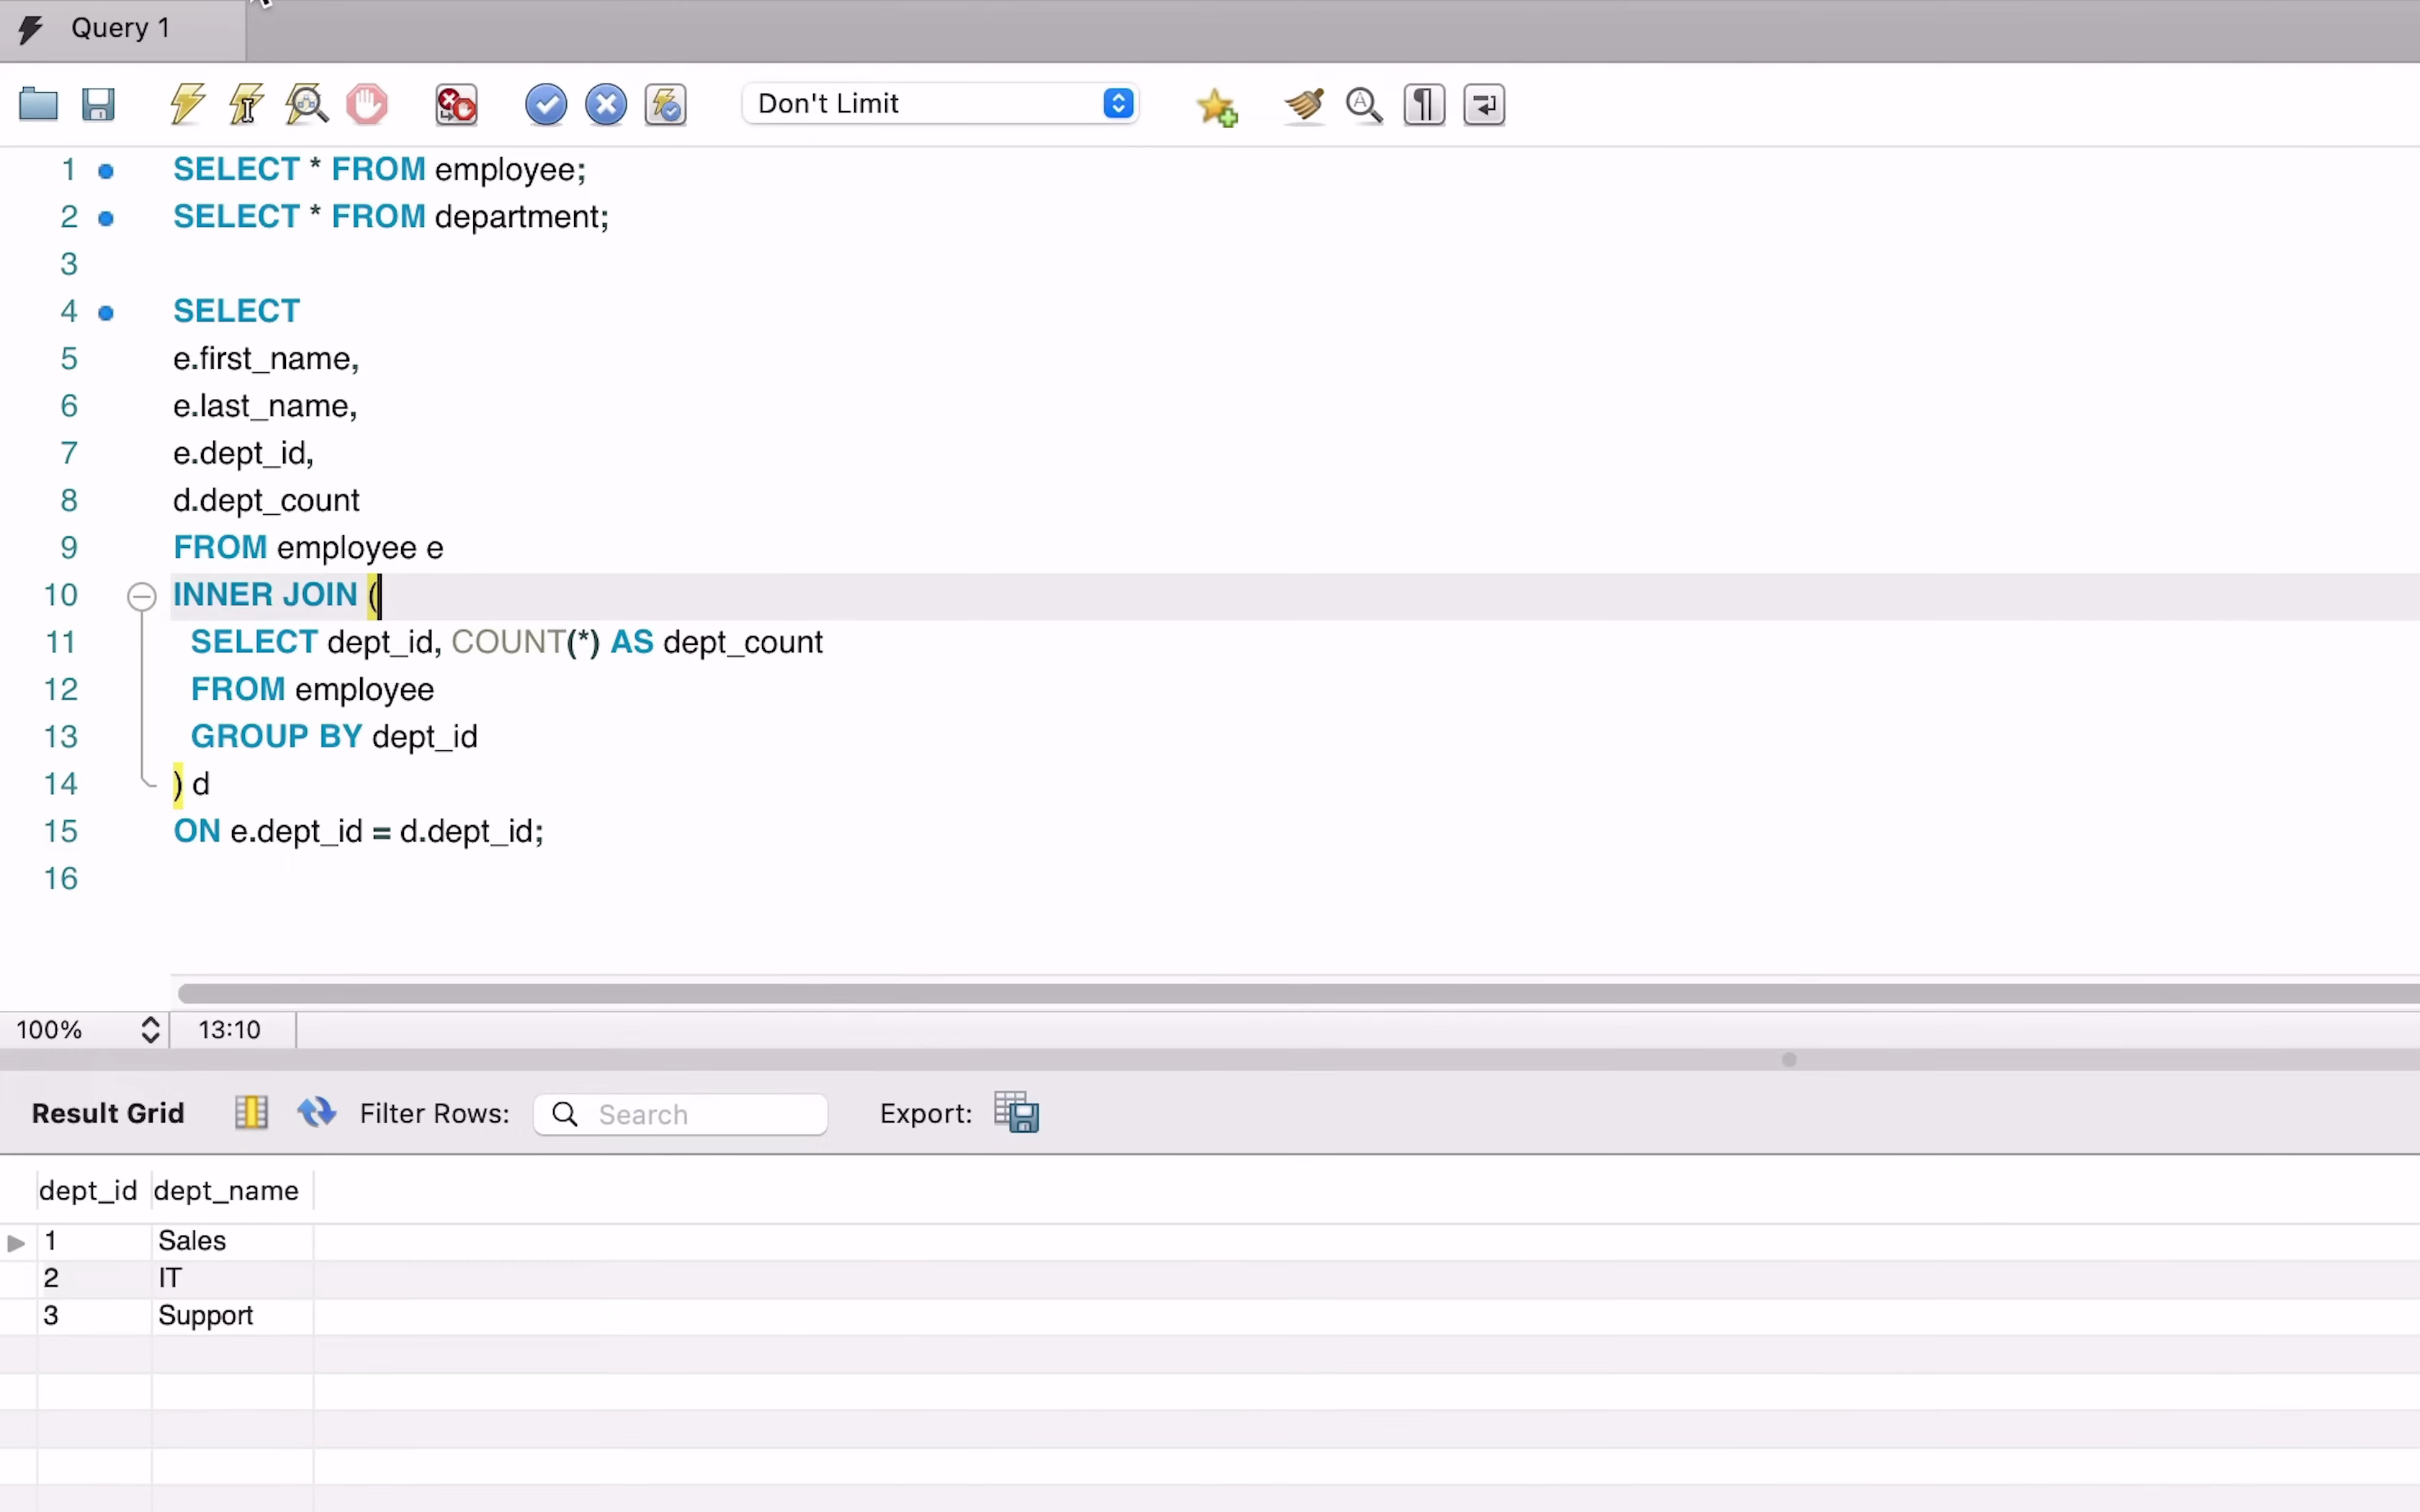 Query 1
Don't Limit
1 SELECT * FROM employee;
2 SELECT * FROM department;
3
4 SELECT
5 e.first_name,
6 e.last_name,
7 e.dept_id,
8 d.dept_count
9 FROM employee e
10 INNER JOIN (
11 SELECT dept_id, COUNT(*) AS dept_count
12 FROM employee
13 GROUP BY dept_id
14 ) d
15 ON e.dept_id = d.dept_id;
16
100% 13:10
Result Grid Filter Rows: Search Export:
dept_id dept_name
1 Sales
2 IT
3 Support